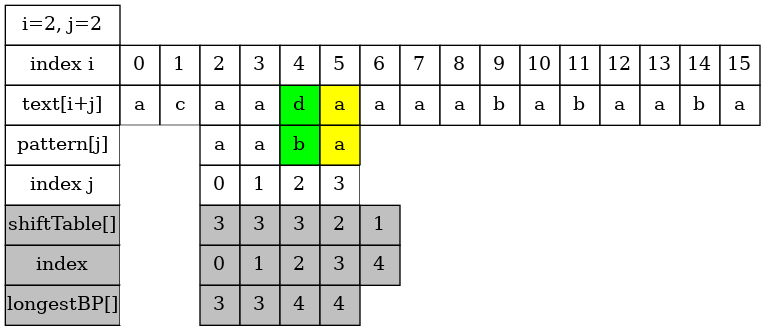 i=2, j=2
index i 0 1 2 3 4 5 6 7 8 9 10 11 12 13 14 15
text[i+j] a c a a d a a a a b a b a a b a
pattern[j] a a b a
index j 0 1 2 3
shiftTable[] 3 3 3 2 1
index 0 1 2 3 4
longestBP[] 3 3 4 4